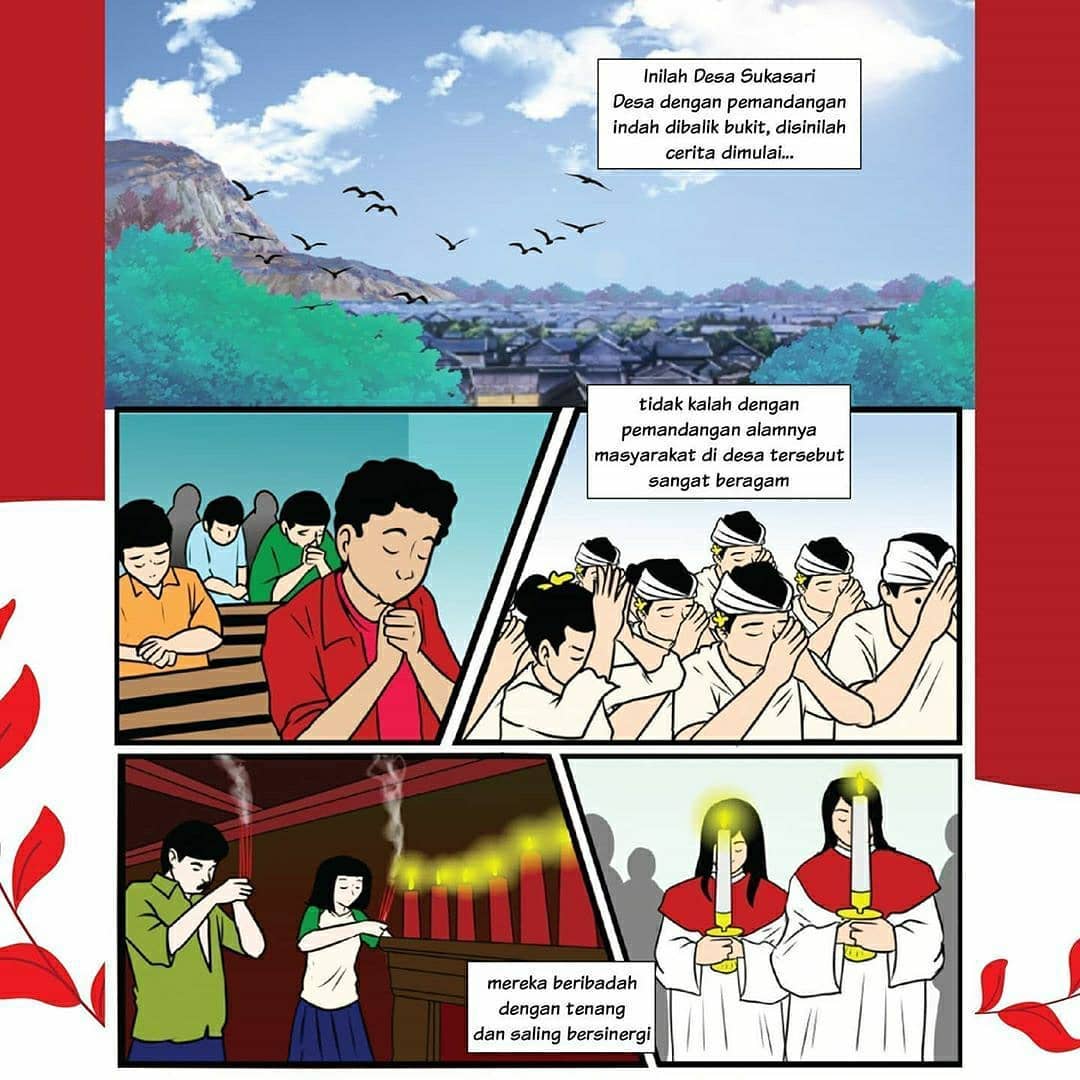 Inilah Desa Sukasari
Desa dengan pemandangan
indah dibalik bukit, disinilah
cerita dimulai...
tidak kalah dengan
pemandangan alamnya
masyarakat di desa tersebut
sangat beragam
mereka beribadah
dengan tenang
dan saling bersinergi